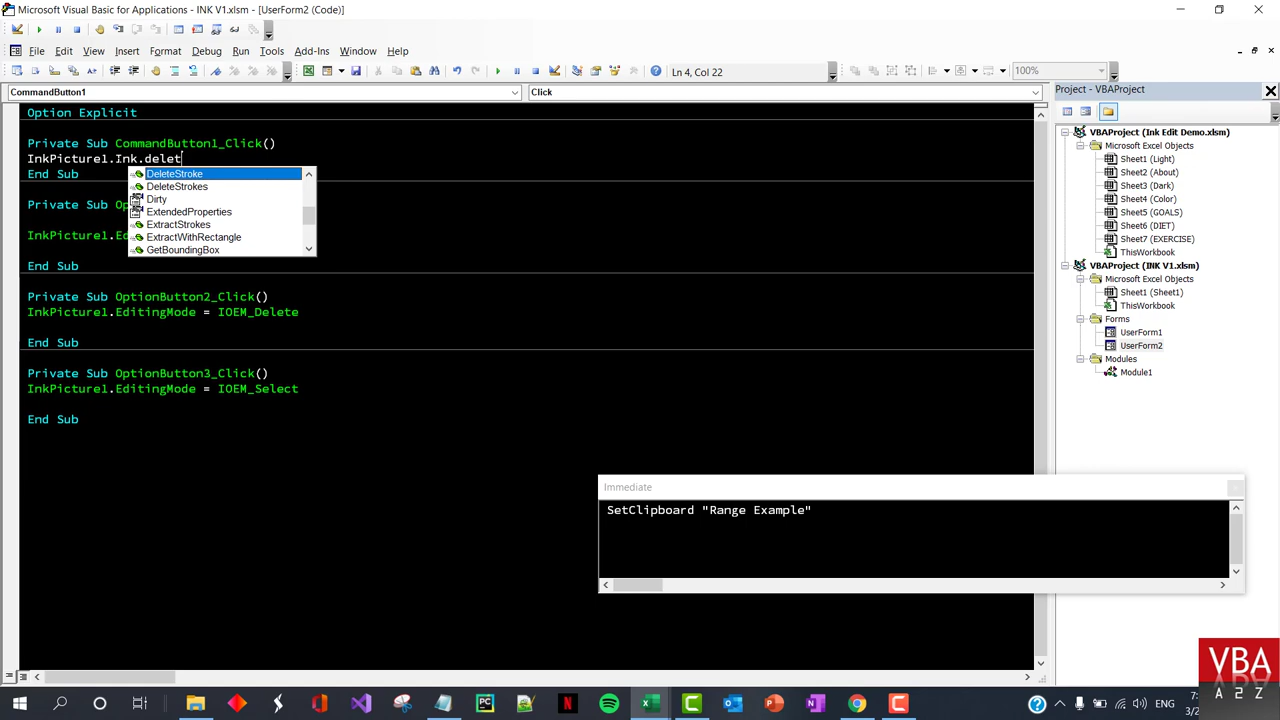 Microsoft Visual Basic for Applications - INK V1.xlsm - [UserForm2 (Code)]
File Edit View Insert Format Debug Run Tools Add-Ins Window Help
Ln 4, Col 22
100%
CommandButton1
Click
Option Explicit
Private Sub CommandButton1_Click()
InkPicture1.Ink.delet
End Sub
DeleteStroke
DeleteStrokes
Dirty
ExtendedProperties
ExtractStrokes
ExtractWithRectangle
GetBoundingBox
Private Sub Op
InkPicture1.Ed
End Sub
Private Sub OptionButton2_Click()
InkPicture1.EditingMode = IOEM_Delete
End Sub
Private Sub OptionButton3_Click()
InkPicture1.EditingMode = IOEM_Select
End Sub
Immediate
SetClipboard "Range Example"
Project - VBAProject
VBAProject (Ink Edit Demo.xlsm)
Microsoft Excel Objects
Sheet1 (Light)
Sheet2 (About)
Sheet3 (Dark)
Sheet4 (Color)
Sheet5 (GOALS)
Sheet6 (DIET)
Sheet7 (EXERCISE)
ThisWorkbook
VBAProject (INK V1.xlsm)
Microsoft Excel Objects
Sheet1 (Sheet1)
ThisWorkbook
Forms
UserForm1
UserForm2
Modules
Module1
VBA
A 2 Z
ENG